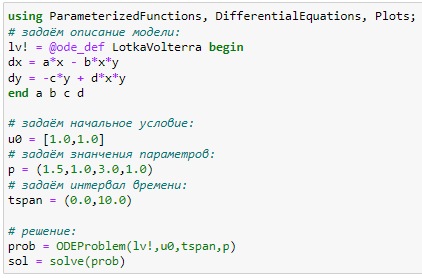 using ParameterizedFunctions, DifferentialEquations, Plots;
# задаём описание модели:
lv! = @ode_def LotkaVolterra begin
dx = a*x - b*x*y
dy = -c*y + d*x*y
end a b c d
# задаём начальное условие:
u0 = [1.0,1.0]
# задаём знанчения параметров:
p = (1.5,1.0,3.0,1.0)
# задаём интервал времени:
tspan = (0.0,10.0)
# решение:
prob = ODEProblem(lv!,u0,tspan,p)
sol = solve(prob)